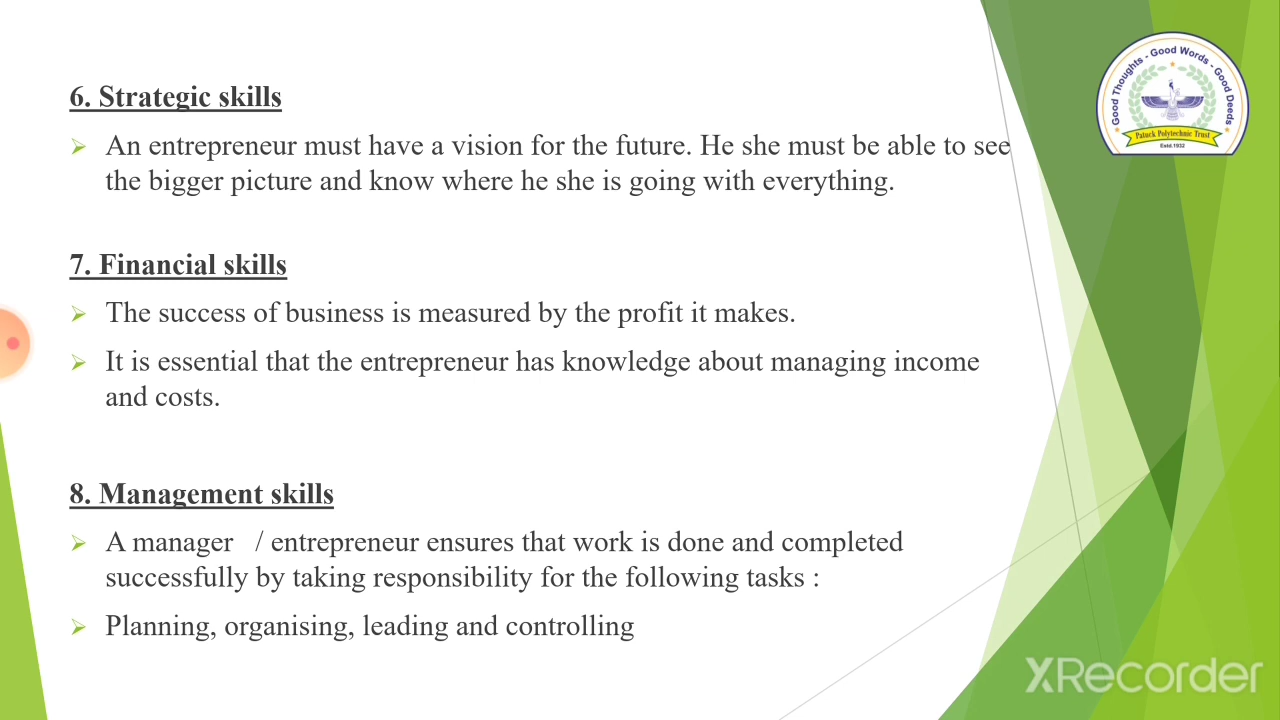 6. Strategic skills
An entrepreneur must have a vision for the future. He she must be able to see
the bigger picture and know where he she is going with everything.
7. Financial skills
The success of business is measured by the profit it makes.
It is essential that the entrepreneur has knowledge about managing income
and costs.
8. Management skills
A manager / entrepreneur ensures that work is done and completed
successfully by taking responsibility for the following tasks :
Planning, organising, leading and controlling
Good Thoughts - Good Words - Good Deeds
Patuck Polytechnic Trust
Estd.1932
XRecorder